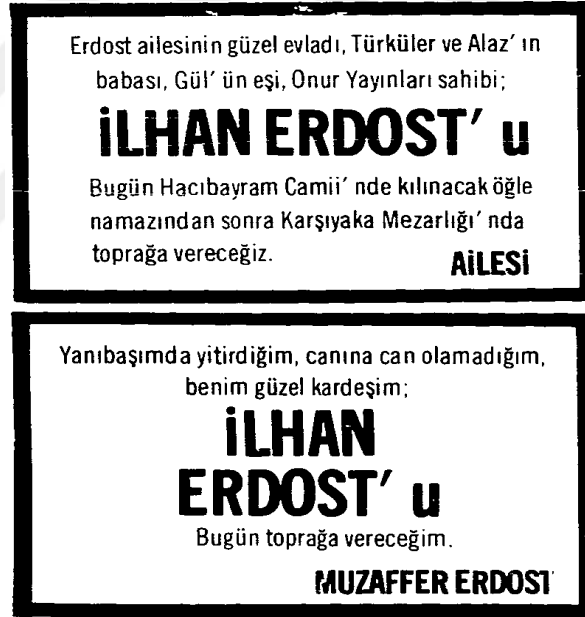 Erdost ailesinin güzel evladı, Türküler ve Alaz' ın
babası, Gül' ün eşi, Onur Yayınları sahibi;
İLHAN ERDOST' u
Bugün Hacıbayram Camii' nde kılınacak öğle
namazından sonra Karşıyaka Mezarlığı' nda
toprağa vereceğiz.
AİLESİ
Yanıbaşımda yitirdiğim, canına can olamadığım,
benim güzel kardeşim;
İLHAN
ERDOST' u
Bugün toprağa vereceğim.
MUZAFFER ERDOST